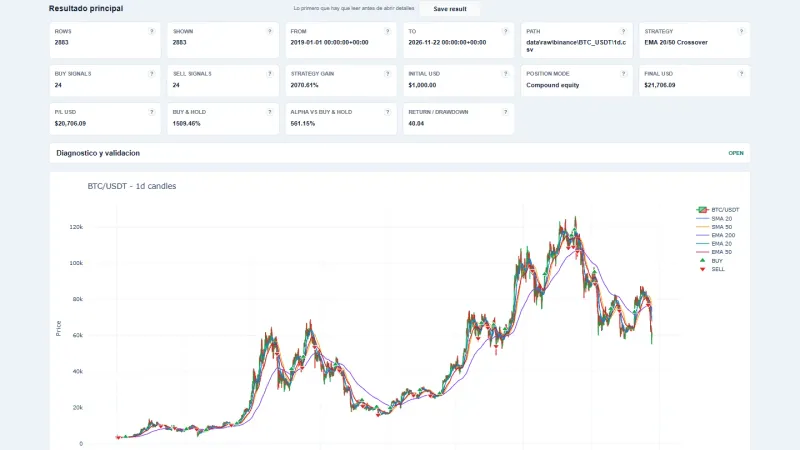 Resultado principal
Lo primero que hay que leer antes de abrir detalles
Save result
ROWS ?
2883
SHOWN ?
2883
FROM ?
2019-01-01 00:00:00+00:00
TO ?
2026-11-22 00:00:00+00:00
PATH ?
data\raw\binance\BTC_USDT\1d.c
sv
STRATEGY ?
EMA 20/50 Crossover
BUY SIGNALS ?
24
SELL SIGNALS ?
24
STRATEGY GAIN ?
2070.61%
INITIAL USD ?
$1,000.00
POSITION MODE ?
Compound equity
FINAL USD ?
$21,706.09
P/L USD ?
$20,706.09
BUY & HOLD ?
1509.46%
ALPHA VS BUY & HOLD ?
561.15%
RETURN / DRAWDOWN ?
40.04
Diagnostico y validacion
OPEN
BTC/USDT - 1d candles
BTC/USDT
SMA 20
SMA 50
EMA 200
EMA 20
EMA 50
BUY
SELL
Price
120k
100k
80k
60k
40k
20k
0